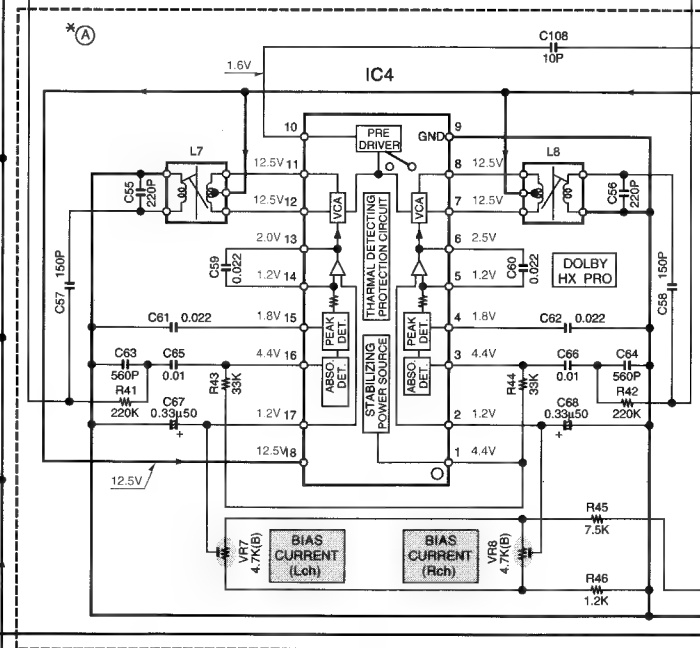 *Ⓐ
C108
10P
1.6V
IC4
10
PRE
DRIVER
GND
9
L7
12.5V
11
8
12.5V
L8
C55
220P
12.5V
12
VCA
THARMAL DETECTING
PROTECTION CIRCUIT
VCA
7
12.5V
C56
220P
2.0V
13
6
2.5V
C59
0.022
1.2V
14
5
1.2V
C60
0.022
DOLBY
HX PRO
C57
150P
C58
150P
C61
0.022
1.8V
15
PEAK
DET.
PEAK
DET.
4
1.8V
C62
0.022
C63
560P
C65
0.01
4.4V
16
ABSO.
DET.
STABILIZING
POWER SOURCE
ABSO.
DET.
3
4.4V
C66
0.01
C64
560P
R41
220K
R43
33K
R44
33K
R42
220K
C67
0.33µ50
+
1.2V
17
2
1.2V
C68
0.33µ50
+
12.5V
18
1
4.4V
12.5V
VR7
4.7K(B)
BIAS
CURRENT
(Lch)
BIAS
CURRENT
(Rch)
VR8
4.7K(B)
R45
7.5K
R46
1.2K